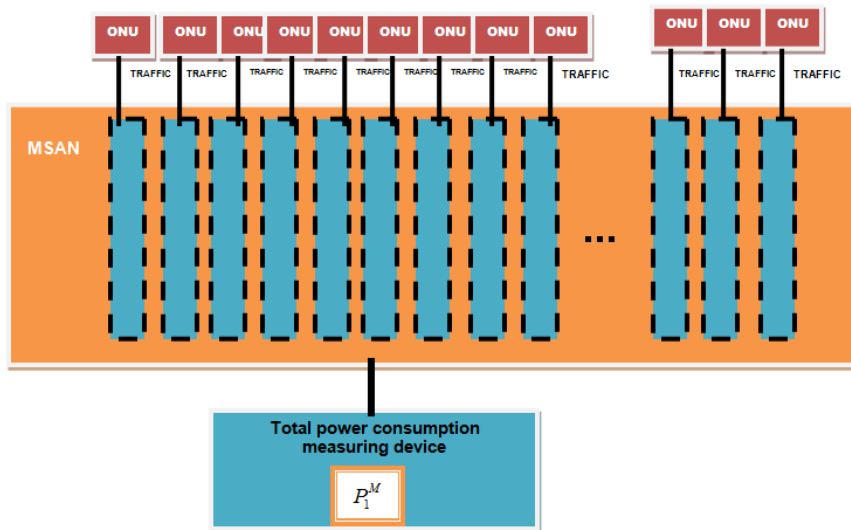 ONU ONU ONU ONU ONU ONU ONU ONU ONU ONU ONU ONU
TRAFFIC TRAFFIC TRAFFIC TRAFFIC TRAFFIC TRAFFIC TRAFFIC TRAFFIC TRAFFIC TRAFFIC TRAFFIC TRAFFIC
MSAN
...
Total power consumption
measuring device
P₁ᴹ